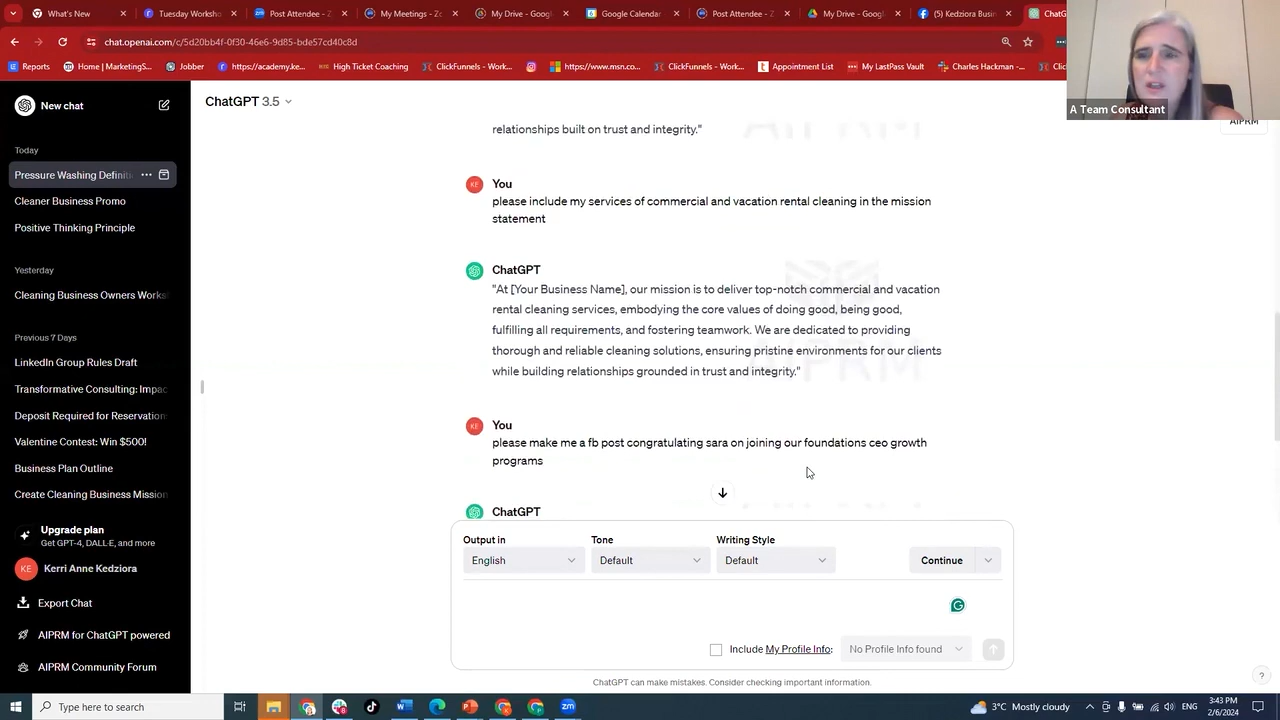 What's New
Tuesday Worksho
Post Attendee - Z
My Meetings - Zo
My Drive - Googl
Google Calendar
Post Attendee - Z
My Drive - Googl
(5) Kedziora Busin
ChatG
chat.openai.com/c/5d20bb4f-0f30-46e6-9d85-bde57cd40c8d
Reports
Home | MarketingS...
Jobber
https://academy.ke...
High Ticket Coaching
ClickFunnels - Work...
https://www.msn.co...
ClickFunnels - Work...
Appointment List
My LastPass Vault
Charles Hackman -...
Cli
A Team Consultant
New chat
ChatGPT 3.5
AIPRM
relationships built on trust and integrity."
Today
Pressure Washing Definiti
Cleaner Business Promo
Positive Thinking Principle
Yesterday
Cleaning Business Owners Works
Previous 7 Days
LinkedIn Group Rules Draft
Transformative Consulting: Impac
Deposit Required for Reservation
Valentine Contest: Win $500!
Business Plan Outline
Create Cleaning Business Mission
Upgrade plan
Get GPT-4, DALL·E, and more
KE
Kerri Anne Kedziora
Export Chat
AIPRM for ChatGPT powered
AIPRM Community Forum
KE
You
please include my services of commercial and vacation rental cleaning in the mission
statement
ChatGPT
"At [Your Business Name], our mission is to deliver top-notch commercial and vacation
rental cleaning services, embodying the core values of doing good, being good,
fulfilling all requirements, and fostering teamwork. We are dedicated to providing
thorough and reliable cleaning solutions, ensuring pristine environments for our clients
while building relationships grounded in trust and integrity."
AIPRM
KE
You
please make me a fb post congratulating sara on joining our foundations ceo growth
programs
ChatGPT
Output in
Tone
Writing Style
English
Default
Default
Continue
Include My Profile Info:
No Profile Info found
ChatGPT can make mistakes. Consider checking important information.
?
Type here to search
3°C Mostly cloudy
ENG
3:43 PM
2/6/2024